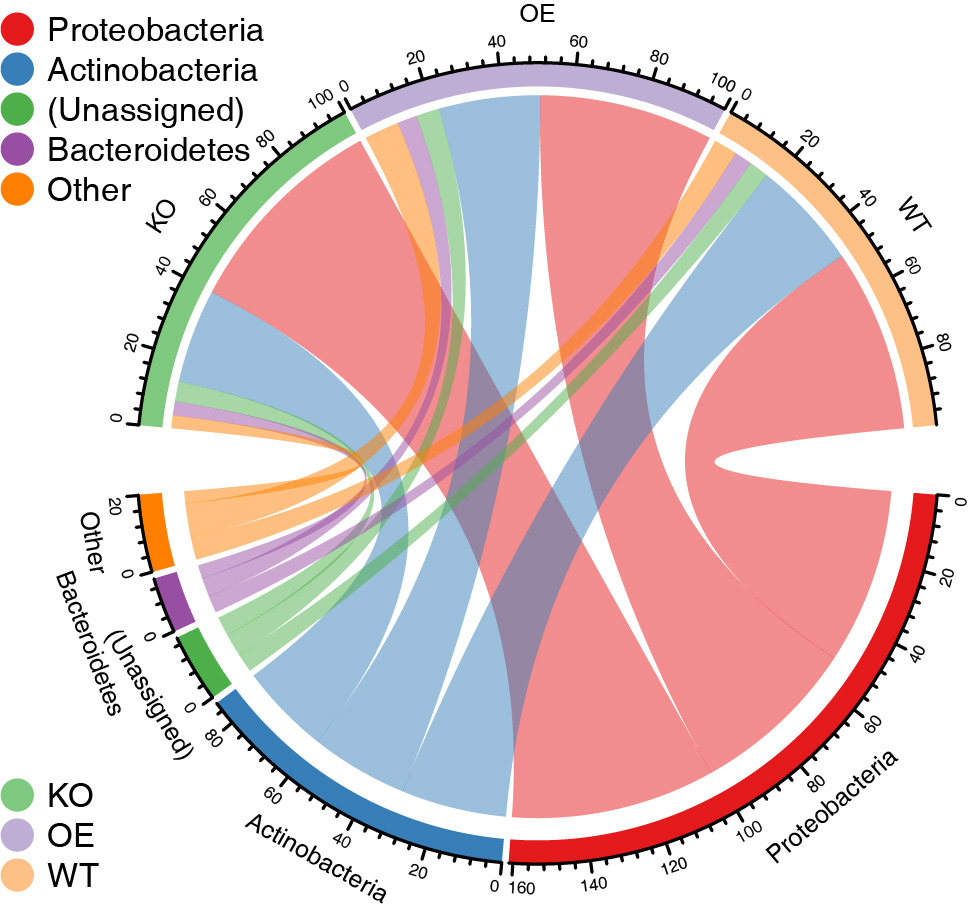 Proteobacteria
Actinobacteria
(Unassigned)
Bacteroidetes
Other
OE
0 20 40 60 80 100
WT
0 20 40 60 80
KO
0 20 40 60 80 100
Other
0 20
Bacteroidetes
0
(Unassigned)
0
Actinobacteria
0 20 40 60 80
Proteobacteria
0 20 40 60 80 100 120 140 160
KO
OE
WT